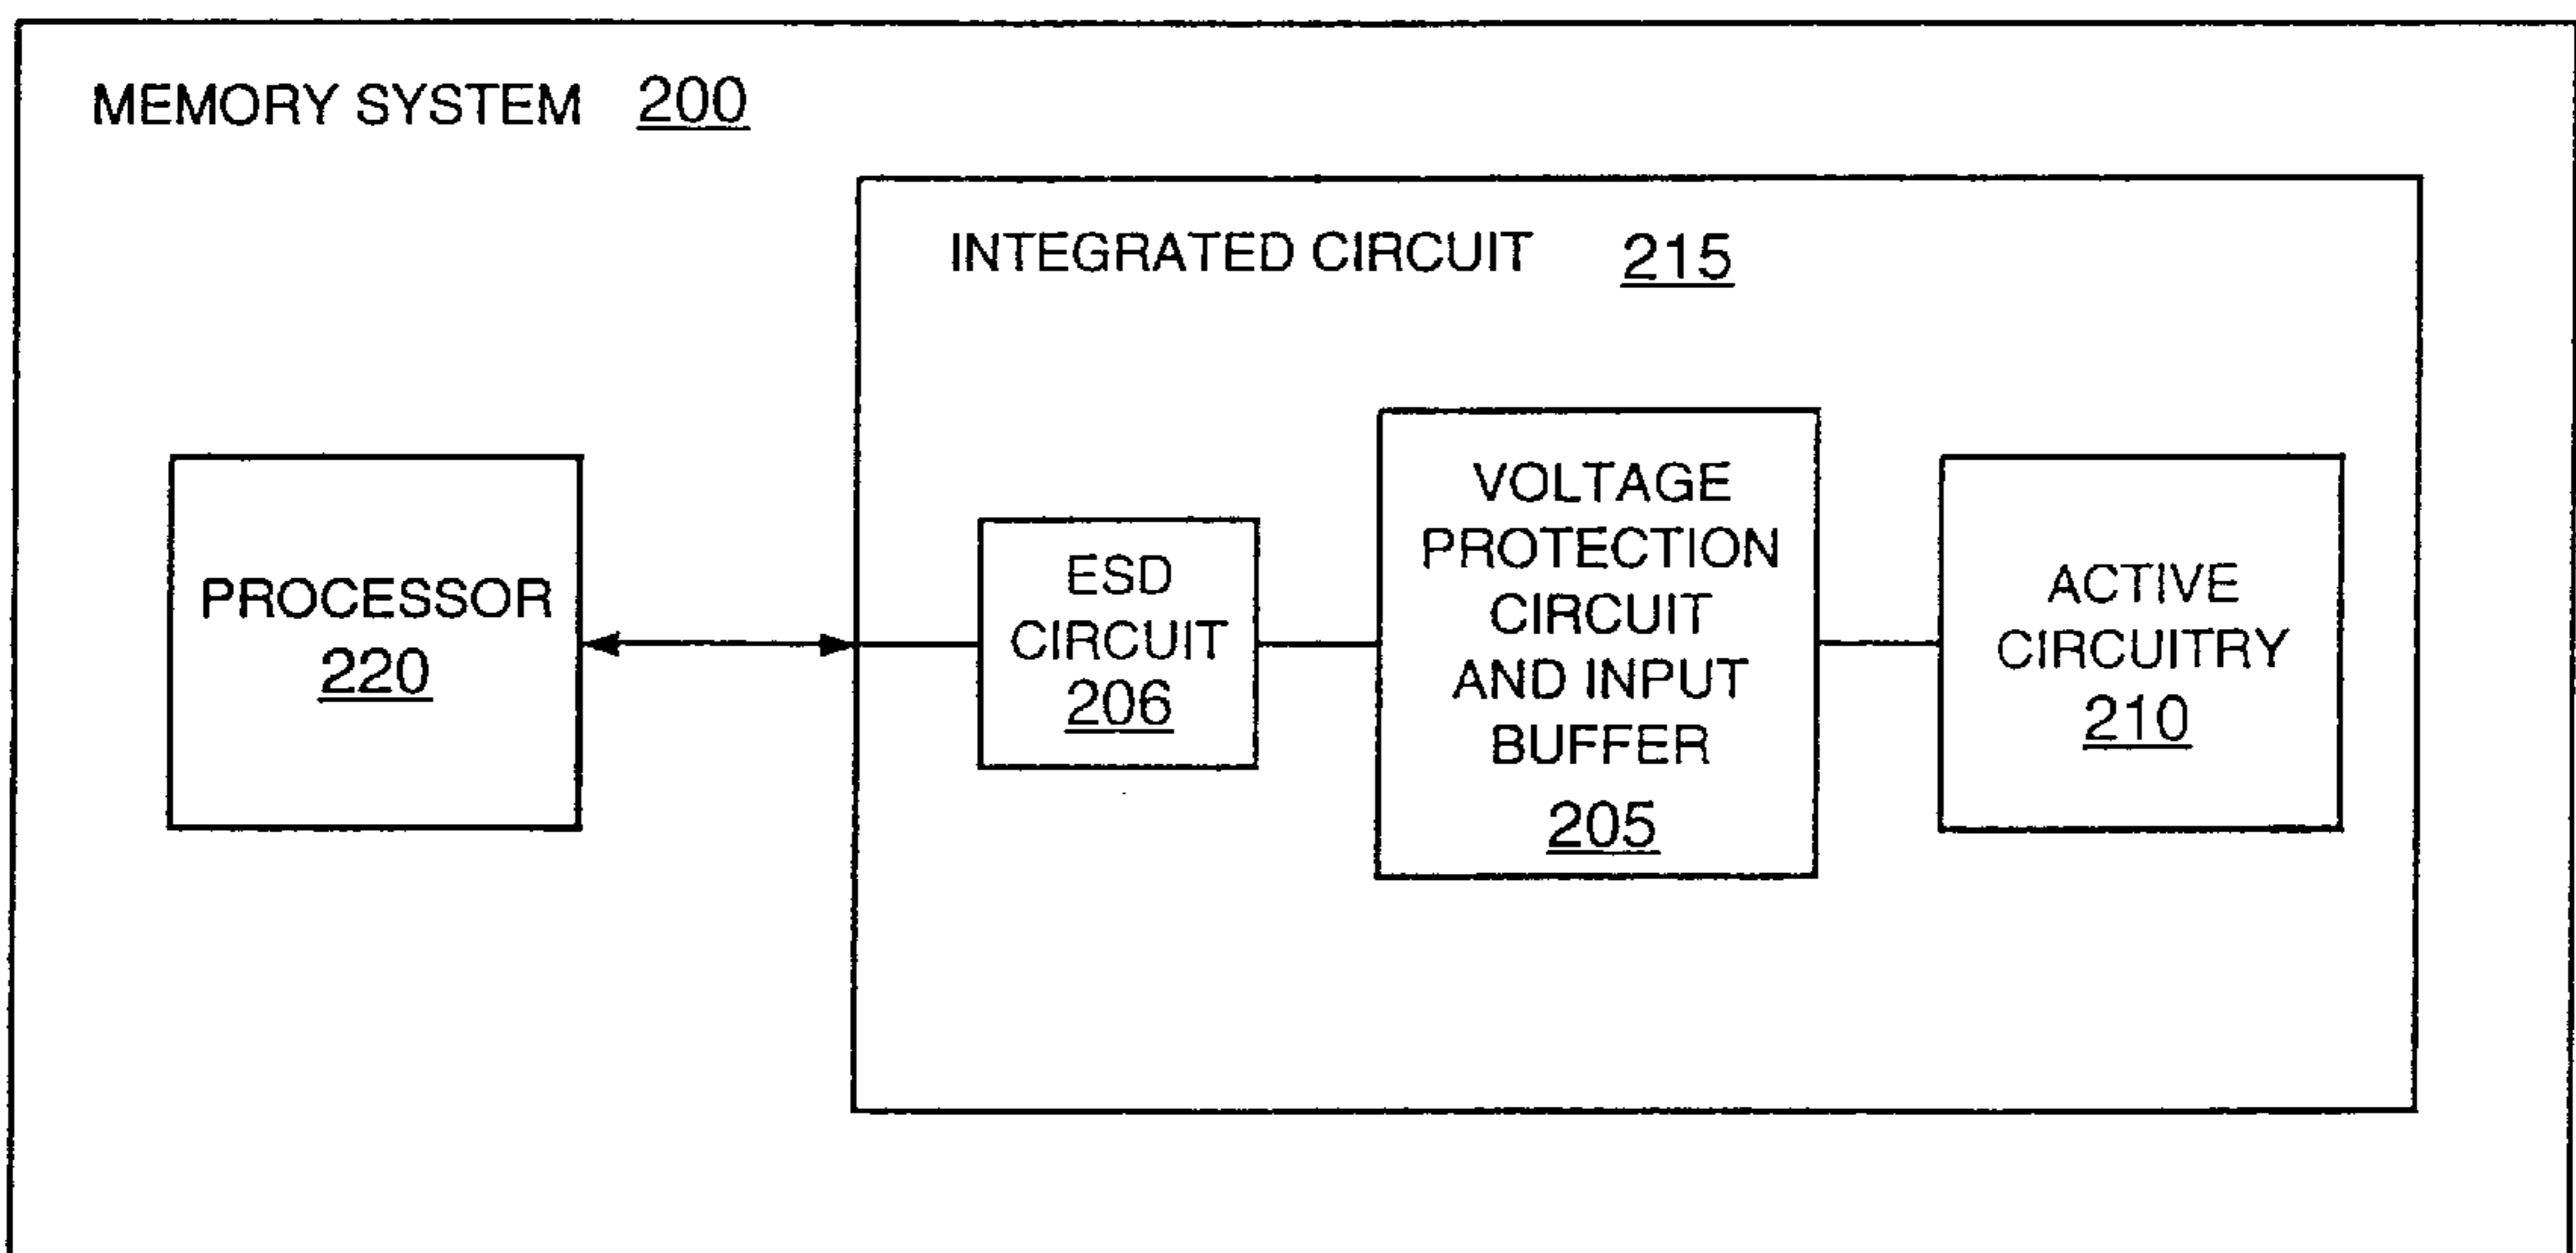 MEMORY SYSTEM 200
INTEGRATED CIRCUIT 215
PROCESSOR
220
ESD
CIRCUIT
206
VOLTAGE
PROTECTION
CIRCUIT
AND INPUT
BUFFER
205
ACTIVE
CIRCUITRY
210